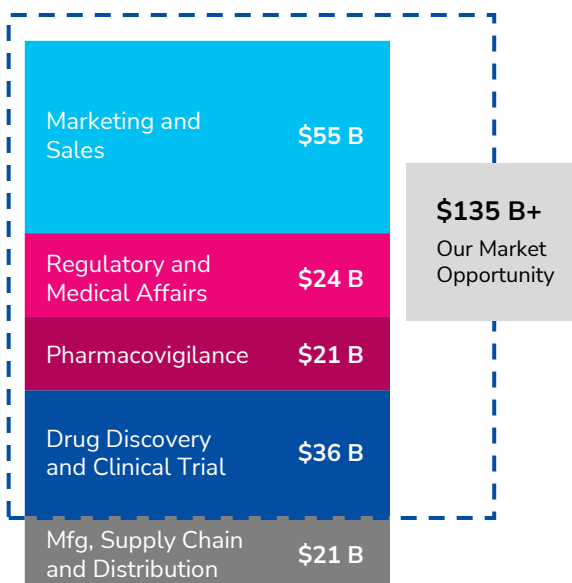 Marketing and
Sales
$55 B
$135 B+
Our Market
Opportunity
Regulatory and
Medical Affairs
$24 B
Pharmacovigilance
$21 B
Drug Discovery
and Clinical Trial
$36 B
Mfg, Supply Chain
and Distribution
$21 B